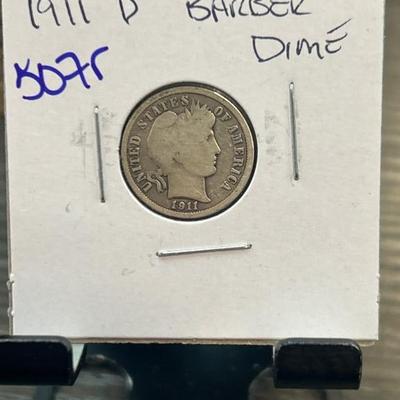 1911 D BARBER
DIME
507r
UNITED STATES OF AMERICA
1911